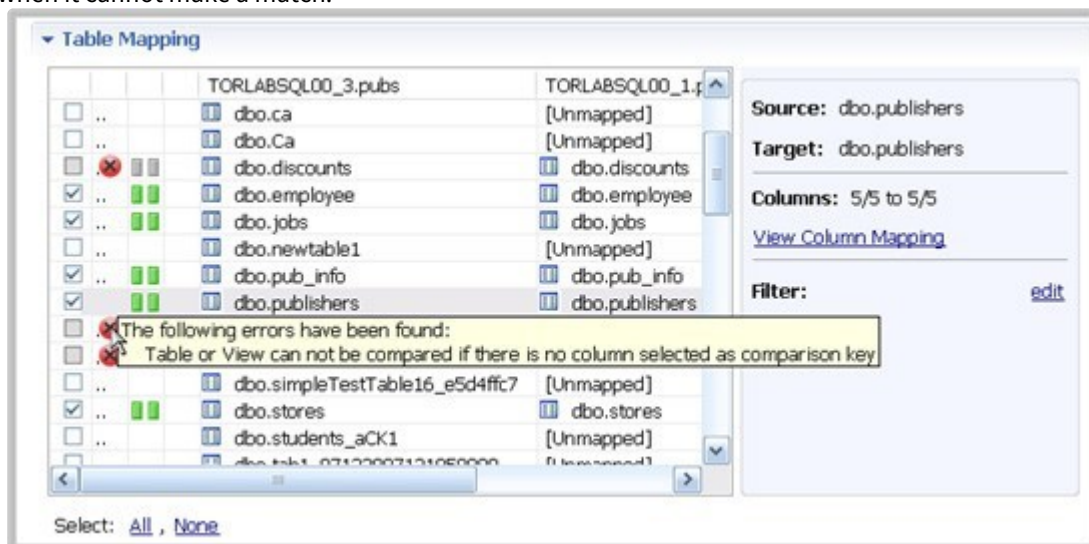 when it cannot make a match.
Table Mapping
TORLABSQL00_3.pubs TORLABSQL00_1.p
.. dbo.ca [Unmapped]
.. dbo.Ca [Unmapped]
. dbo.discounts dbo.discounts
.. dbo.employee dbo.employee
.. dbo.jobs dbo.jobs
.. dbo.newtable1 [Unmapped]
.. dbo.pub_info dbo.pub_info
dbo.publishers dbo.publishers
The following errors have been found:
Table or View can not be compared if there is no column selected as comparison key
.. dbo.simpleTestTable16_e5d4ffc7 [Unmapped]
.. dbo.stores dbo.stores
.. dbo.students_aCK1 [Unmapped]
[Unmapped]
Source: dbo.publishers
Target: dbo.publishers
Columns: 5/5 to 5/5
View Column Mapping
Filter: edit
Select: All , None